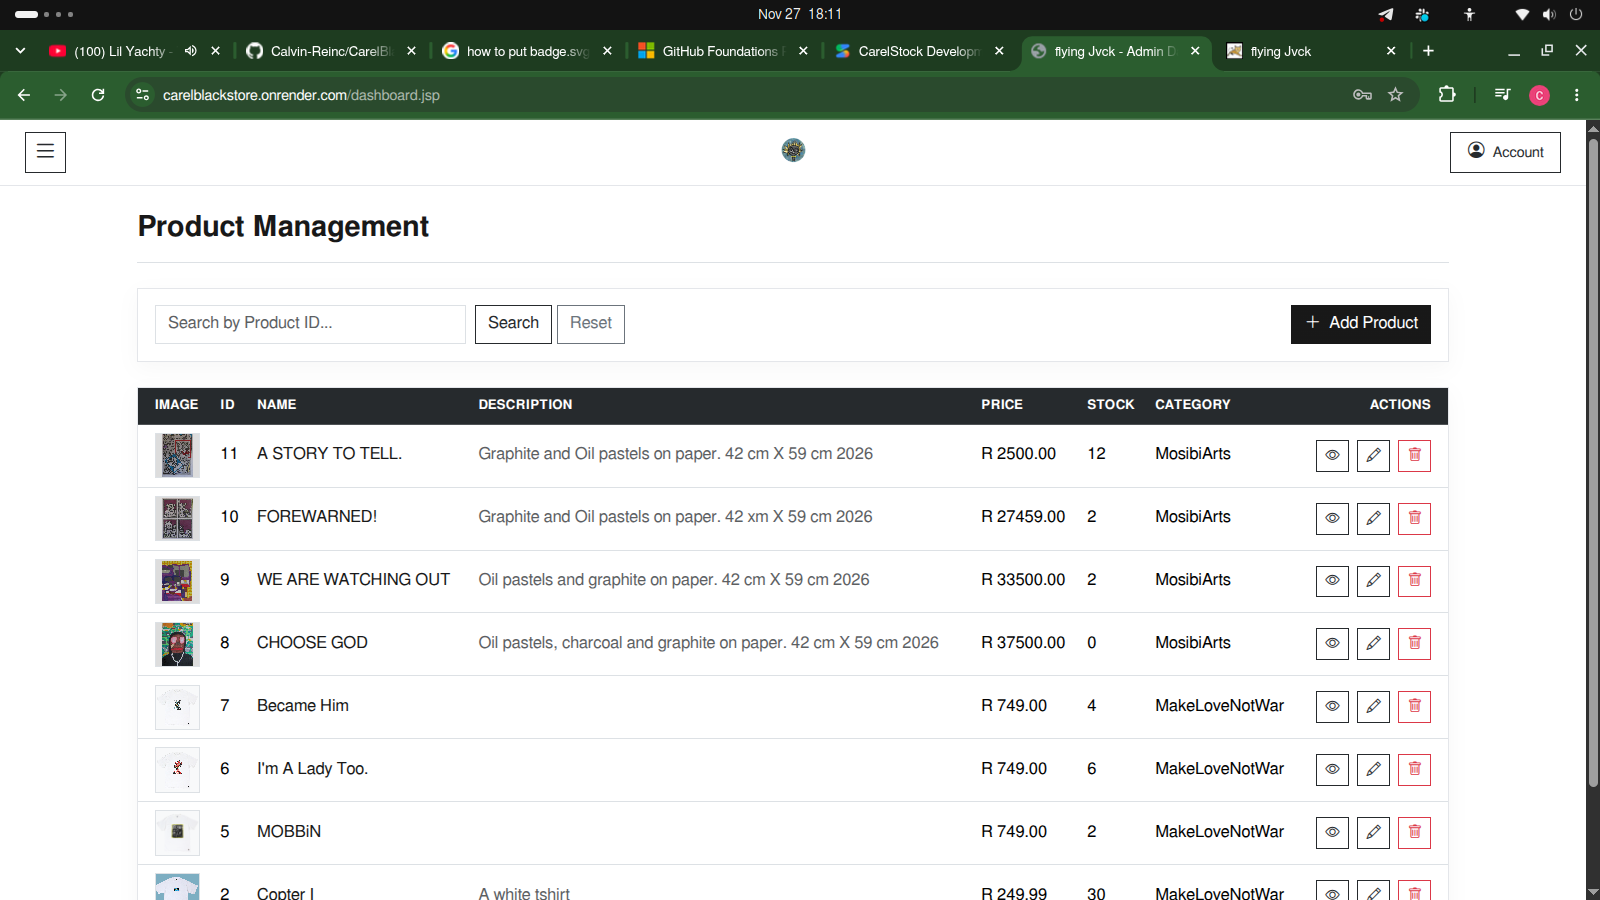 Nov 27 18:11
(100) Lil Yachty -
Calvin-Reinc/CarelBl
how to put badge.svg
GitHub Foundations
CarelStock Developm
flying Jvck - Admin D
flying Jvck
carelblackstore.onrender.com/dashboard.jsp
C
Account
Product Management
Search by Product ID...
Search
Reset
+ Add Product
IMAGE ID NAME DESCRIPTION PRICE STOCK CATEGORY ACTIONS
11 A STORY TO TELL. Graphite and Oil pastels on paper. 42 cm X 59 cm 2026 R 2500.00 12 MosibiArts
10 FOREWARNED! Graphite and Oil pastels on paper. 42 xm X 59 cm 2026 R 27459.00 2 MosibiArts
9 WE ARE WATCHING OUT Oil pastels and graphite on paper. 42 cm X 59 cm 2026 R 33500.00 2 MosibiArts
8 CHOOSE GOD Oil pastels, charcoal and graphite on paper. 42 cm X 59 cm 2026 R 37500.00 0 MosibiArts
7 Became Him R 749.00 4 MakeLoveNotWar
6 I'm A Lady Too. R 749.00 6 MakeLoveNotWar
5 MOBBiN R 749.00 2 MakeLoveNotWar
2 Copter I A white tshirt R 249.99 30 MakeLoveNotWar